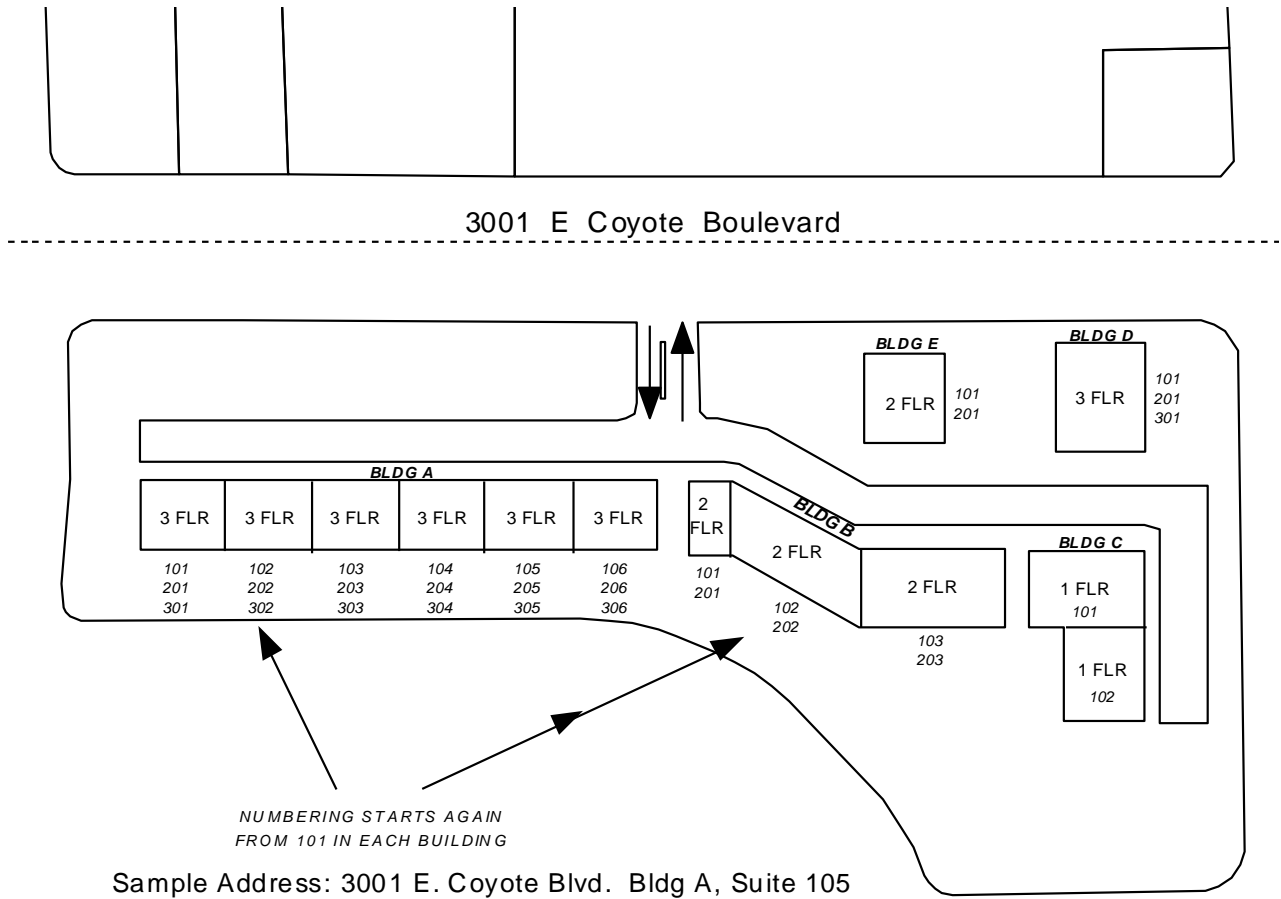 3001 E Coyote Boulevard
BLDG E
2 FLR
101
201
BLDG D
3 FLR
101
201
301
BLDG A
3 FLR
3 FLR
3 FLR
3 FLR
3 FLR
3 FLR
101
201
301
102
202
302
103
203
303
104
204
304
105
205
305
106
206
306
BLDG B
2
FLR
101
201
2 FLR
102
202
2 FLR
103
203
BLDG C
1 FLR
101
1 FLR
102
NUMBERING STARTS AGAIN
FROM 101 IN EACH BUILDING
Sample Address: 3001 E. Coyote Blvd. Bldg A, Suite 105